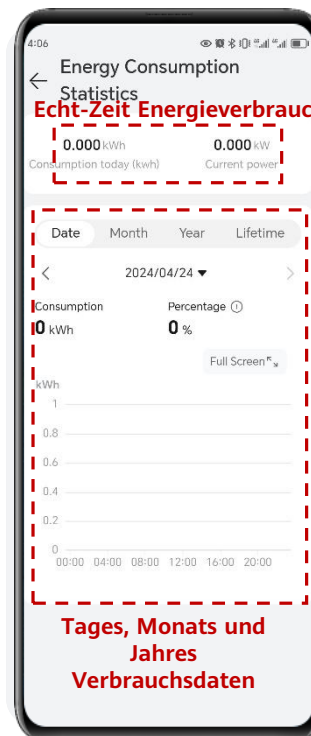 4:06
Energy Consumption
Statistics
Echt-Zeit Energieverbrauc
0.000 kWh 0.000 kW
Consumption today (kwh) Current power
Date Month Year Lifetime
2024/04/24
Consumption Percentage
0 kWh 0 %
Full Screen
kWh
1
0.8
0.6
0.4
0.2
0
00:00 04:00 08:00 12:00 16:00 20:00
Tages, Monats und
Jahres
Verbrauchsdaten